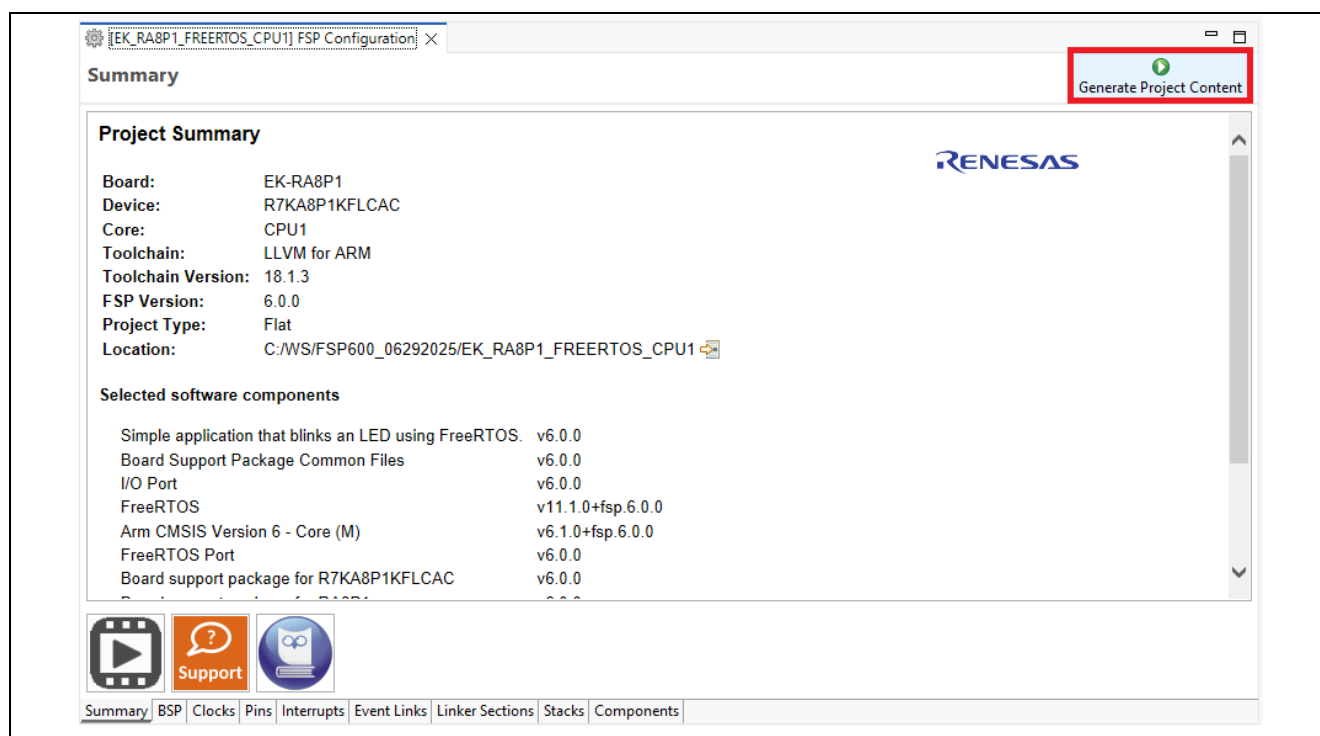 [EK_RA8P1_FREERTOS_CPU1] FSP Configuration
Summary
Generate Project Content
Project Summary
RENESAS
Board: EK-RA8P1
Device: R7KA8P1KFLCAC
Core: CPU1
Toolchain: LLVM for ARM
Toolchain Version: 18.1.3
FSP Version: 6.0.0
Project Type: Flat
Location: C:/WS/FSP600_06292025/EK_RA8P1_FREERTOS_CPU1
Selected software components
Simple application that blinks an LED using FreeRTOS. v6.0.0
Board Support Package Common Files v6.0.0
I/O Port v6.0.0
FreeRTOS v11.1.0+fsp.6.0.0
Arm CMSIS Version 6 - Core (M) v6.1.0+fsp.6.0.0
FreeRTOS Port v6.0.0
Board support package for R7KA8P1KFLCAC v6.0.0
?
Support
Summary BSP Clocks Pins Interrupts Event Links Linker Sections Stacks Components